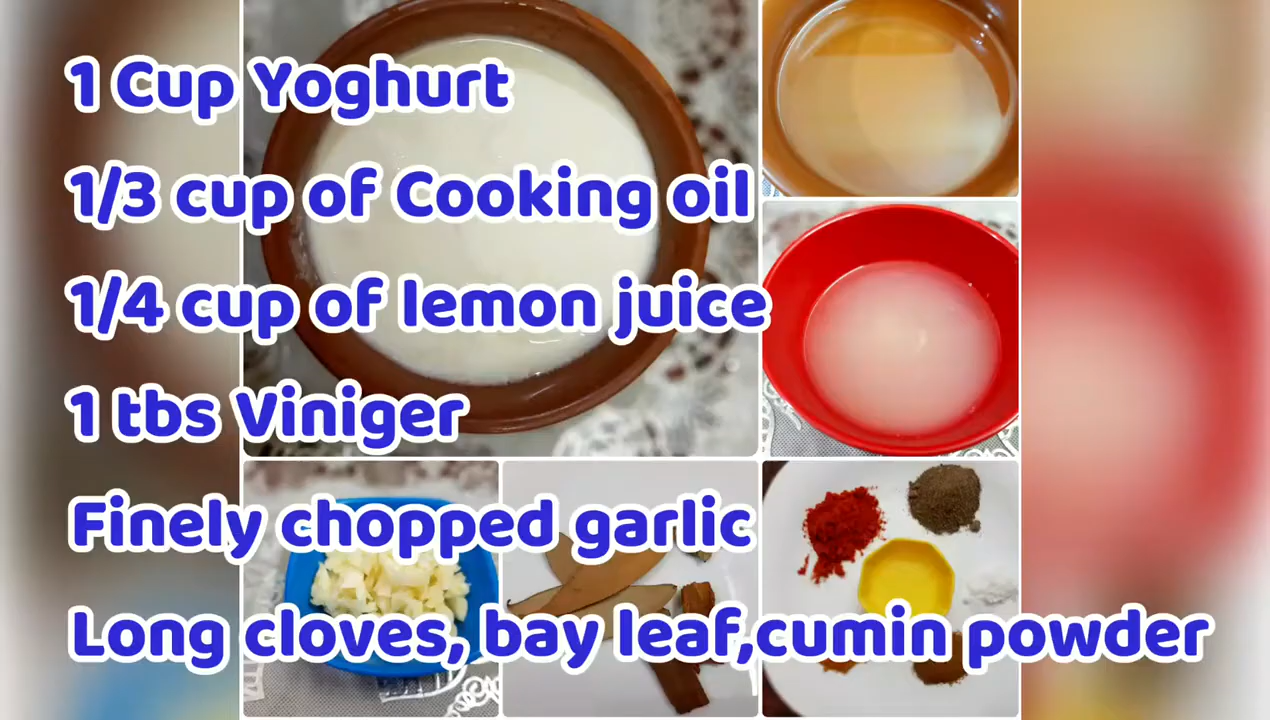 1 Cup Yoghurt
1/3 cup of Cooking oil
1/4 cup of lemon juice
1 tbs Viniger
Finely chopped garlic
Long cloves, bay leaf,cumin powder